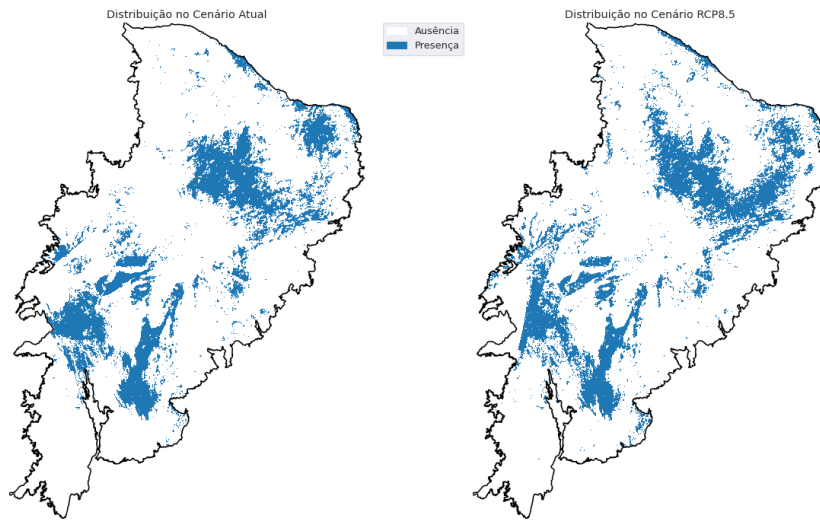 Distribuição no Cenário Atual
Ausência
Presença
Distribuição no Cenário RCP8.5